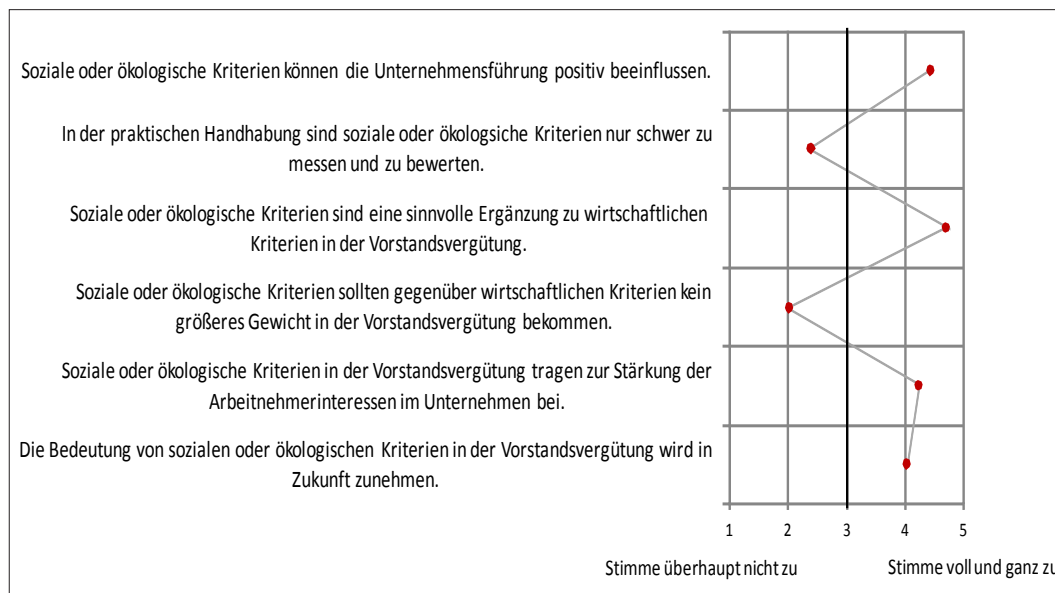 Soziale oder ökologische Kriterien können die Unternehmensführung positiv beeinflussen.
In der praktischen Handhabung sind soziale oder ökologsiche Kriterien nur schwer zu
messen und zu bewerten.
Soziale oder ökologische Kriterien sind eine sinnvolle Ergänzung zu wirtschaftlichen
Kriterien in der Vorstandsvergütung.
Soziale oder ökologische Kriterien sollten gegenüber wirtschaftlichen Kriterien kein
größeres Gewicht in der Vorstandsvergütung bekommen.
Soziale oder ökologische Kriterien in der Vorstandsvergütung tragen zur Stärkung der
Arbeitnehmerinteressen im Unternehmen bei.
Die Bedeutung von sozialen oder ökologischen Kriterien in der Vorstandsvergütung wird in
Zukunft zunehmen.
1 2 3 4 5
Stimme überhaupt nicht zu Stimme voll und ganz zu